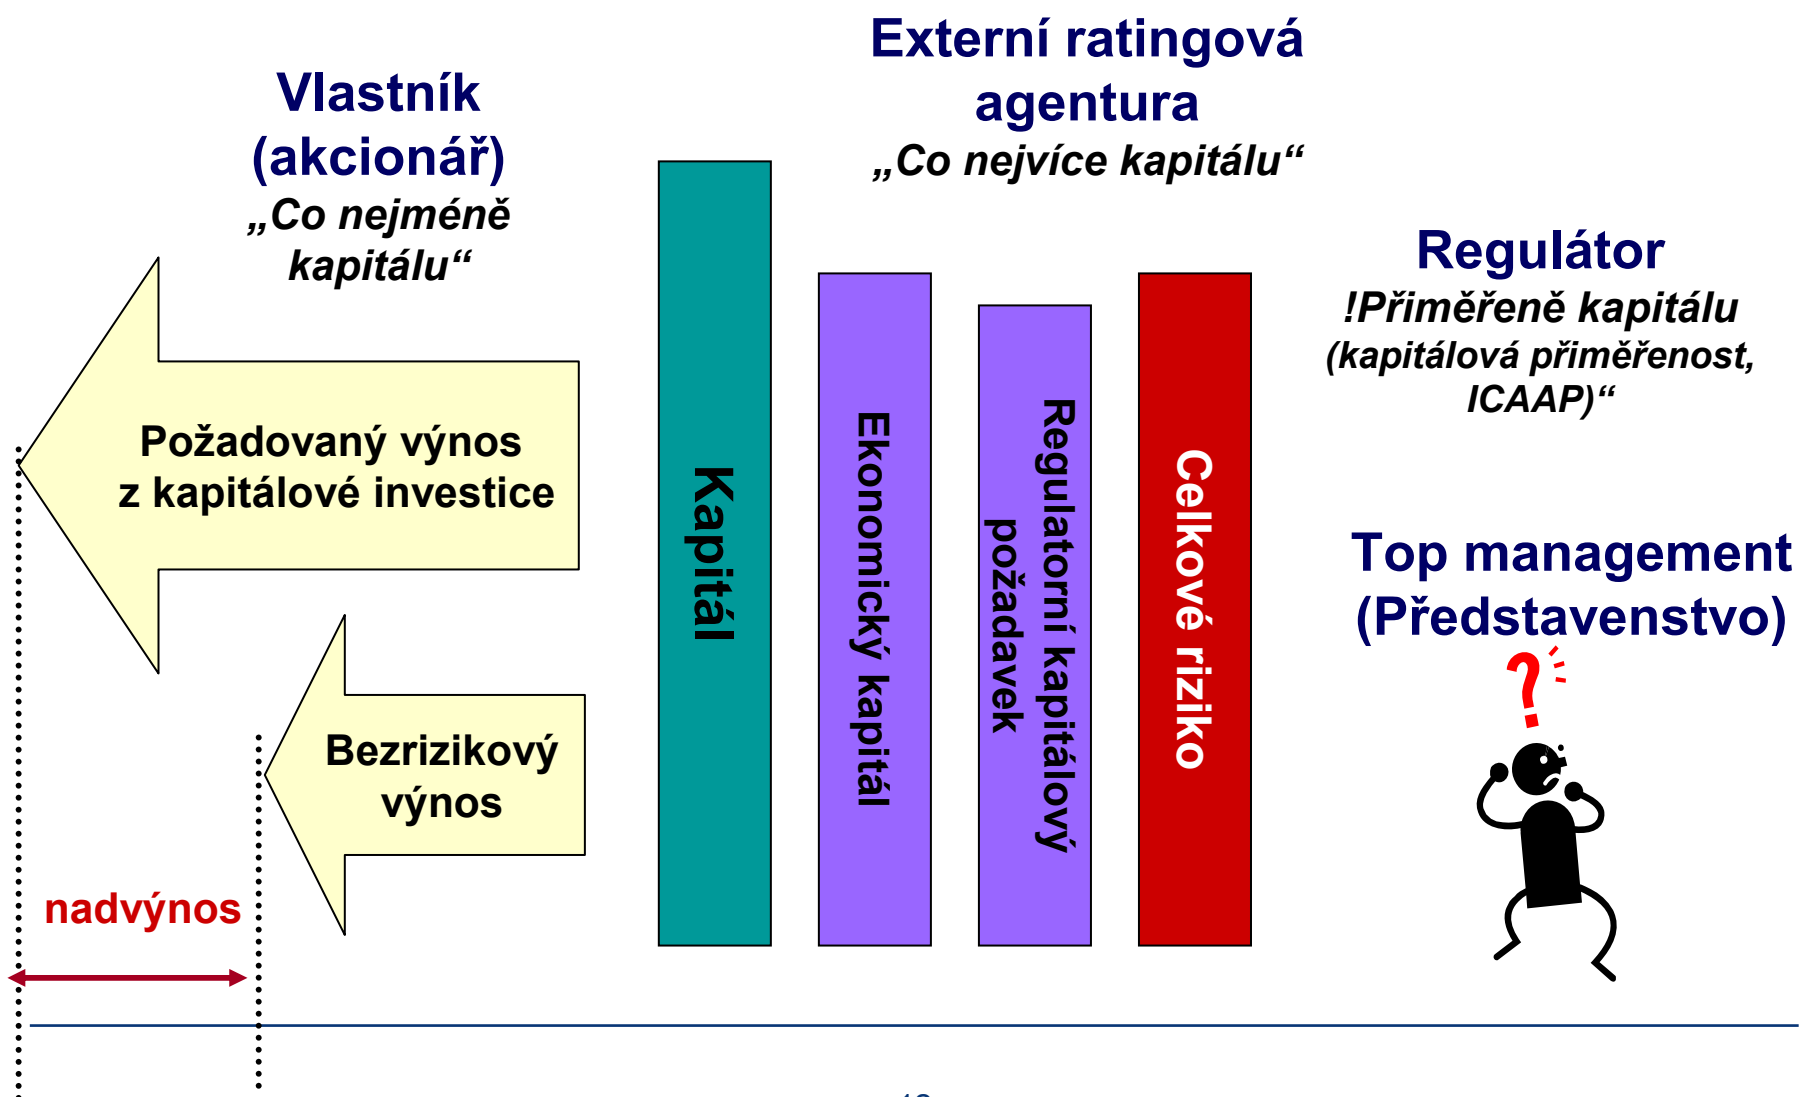 Externí ratingová
agentura
„Co nejvíce kapitálu“
Vlastník
(akcionář)
„Co nejméně
kapitálu“
Regulátor
!Přiměřeně kapitálu
(kapitálová přiměřenost,
ICAAP)“
Požadovaný výnos
z kapitálové investice
Kapitál
Ekonomický kapitál
Regulatorní kapitálový
požadavek
Celkové riziko
Top management
(Představenstvo)
?
Bezrizikový
výnos
nadvýnos